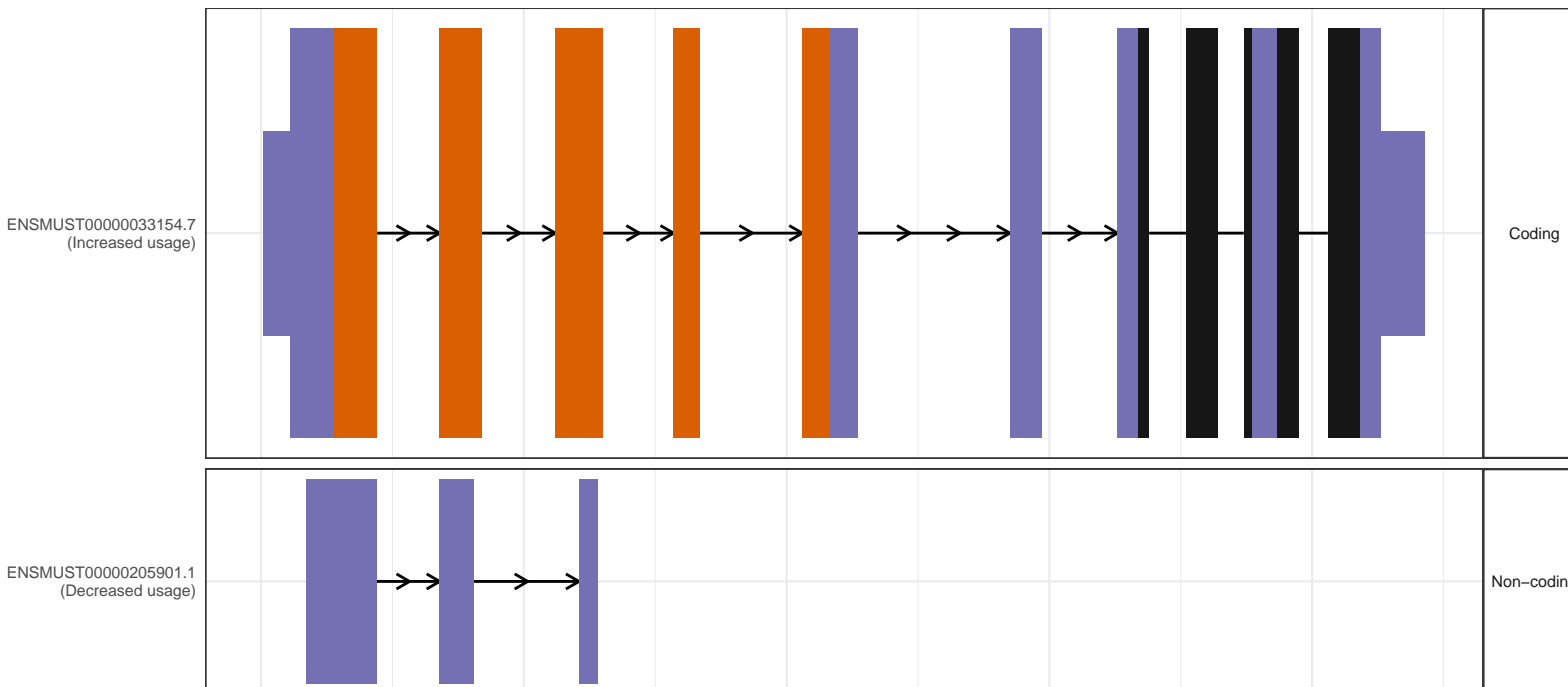 ENSMUST00000033154.7
(Increased usage)
Coding
ENSMUST00000205901.1
(Decreased usage)
Non−codin